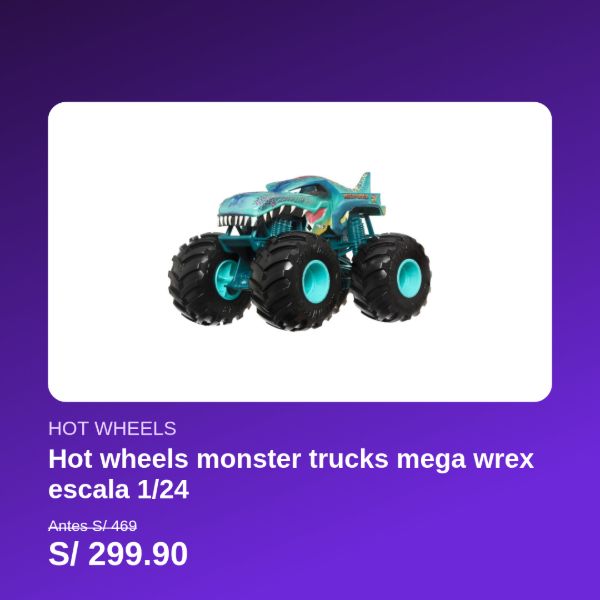 HOT WHEELS
Hot wheels monster trucks mega wrex
escala 1/24
Antes S/ 469
S/ 299.90